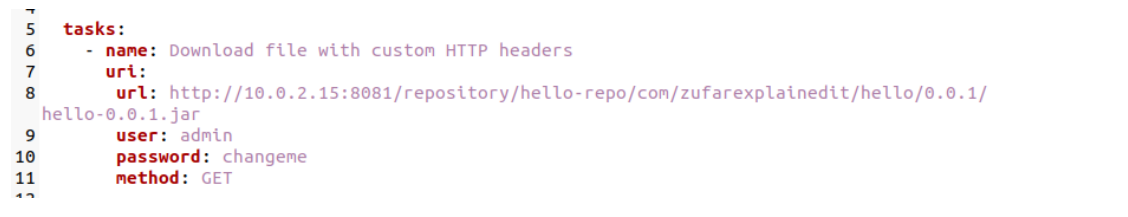 5 tasks:
6 - name: Download file with custom HTTP headers
7 uri:
8 url: http://10.0.2.15:8081/repository/hello-repo/com/zufarexplainedit/hello/0.0.1/
hello-0.0.1.jar
9 user: admin
10 password: changeme
11 method: GET